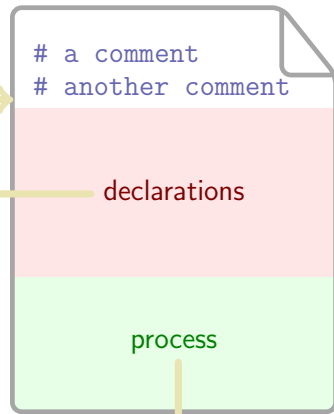 # a comment
# another comment
declarations
process